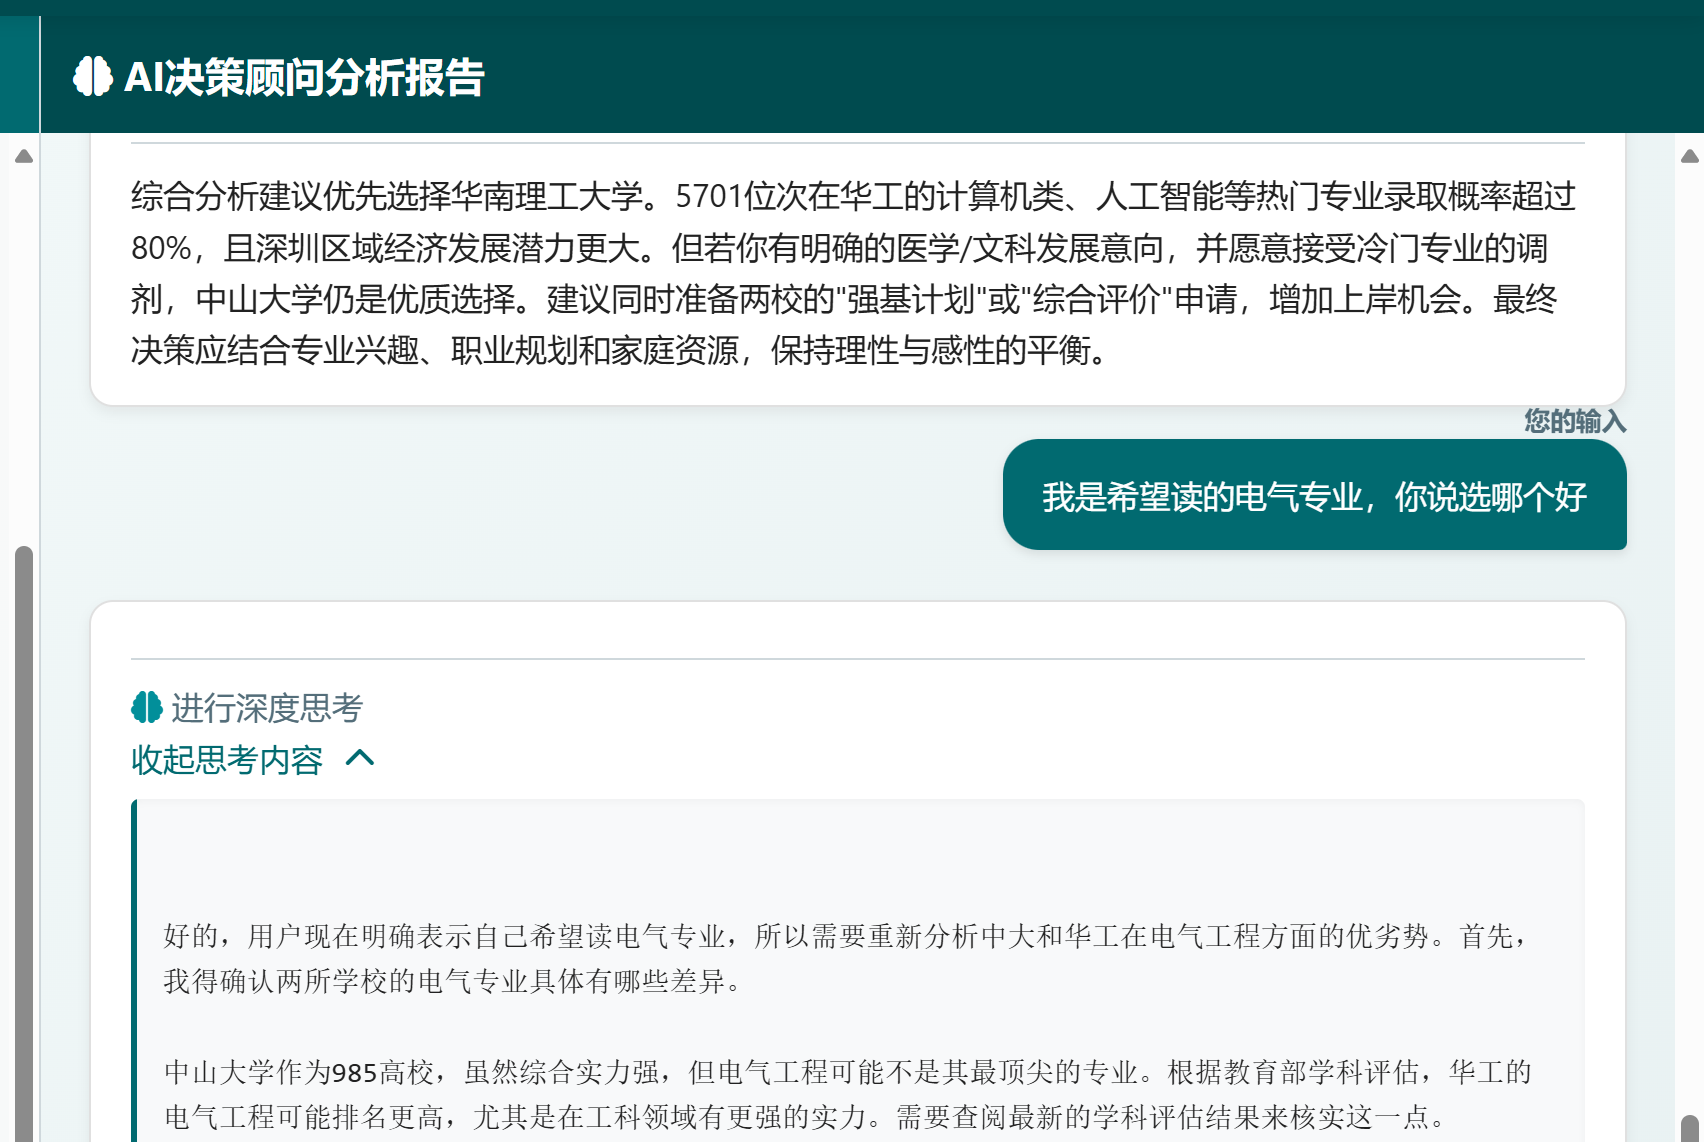 AI决策顾问分析报告
综合分析建议优先选择华南理工大学。5701位次在华工的计算机类、人工智能等热门专业录取概率超过
80%，且深圳区域经济发展潜力更大。但若你有明确的医学/文科发展意向，并愿意接受冷门专业的调
剂，中山大学仍是优质选择。建议同时准备两校的"强基计划"或"综合评价"申请，增加上岸机会。最终
决策应结合专业兴趣、职业规划和家庭资源，保持理性与感性的平衡。
您的输入
我是希望读的电气专业，你说选哪个好
进行深度思考
收起思考内容
好的，用户现在明确表示自己希望读电气专业，所以需要重新分析中大和华工在电气工程方面的优劣势。首先，
我得确认两所学校的电气专业具体有哪些差异。
中山大学作为985高校，虽然综合实力强，但电气工程可能不是其最顶尖的专业。根据教育部学科评估，华工的
电气工程可能排名更高，尤其是在工科领域有更强的实力。需要查阅最新的学科评估结果来核实这一点。